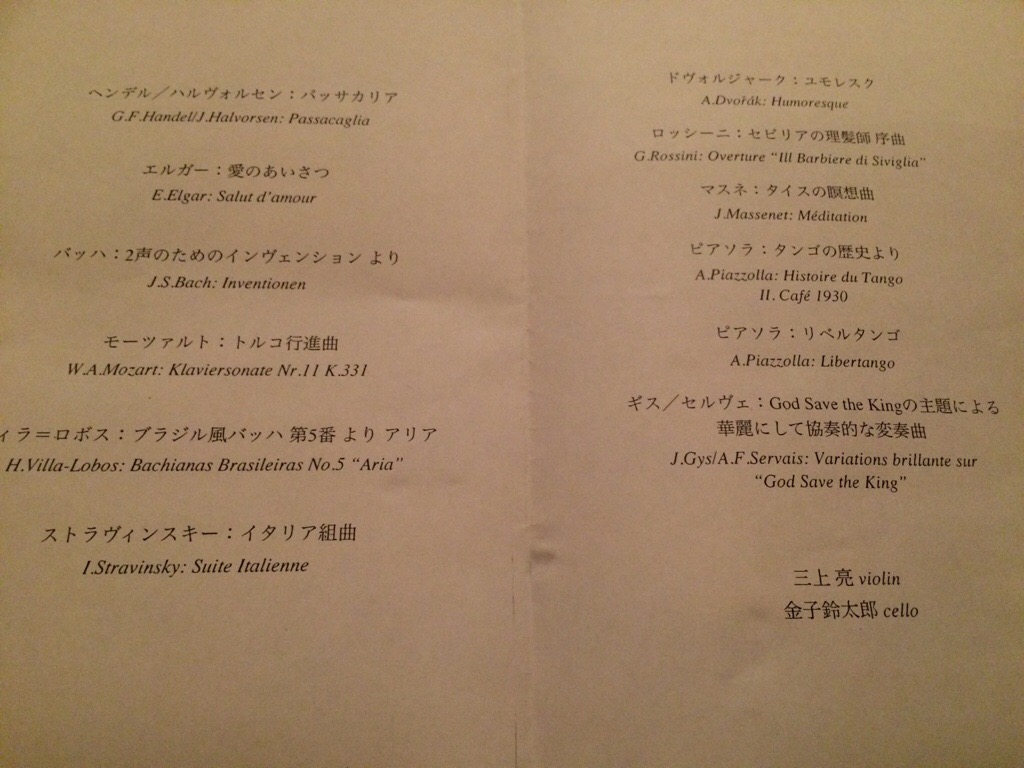 ヘンデル／ハルヴォルセン：パッサカリア
G.F.Handel/J.Halvorsen: Passacaglia
エルガー：愛のあいさつ
E.Elgar: Salut d'amour
バッハ：2声のためのインヴェンション より
J.S.Bach: Inventionen
モーツァルト：トルコ行進曲
W.A.Mozart: Klaviersonate Nr.11 K.331
ィラ＝ロボス：ブラジル風バッハ 第5番 より アリア
H.Villa-Lobos: Bachianas Brasileiras No.5 “Aria”
ストラヴィンスキー：イタリア組曲
I.Stravinsky: Suite Italienne
ドヴォルジャーク：ユモレスク
A.Dvořák: Humoresque
ロッシーニ：セビリアの理髪師 序曲
G.Rossini: Overture “Ill Barbiere di Siviglia”
マスネ：タイスの瞑想曲
J.Massenet: Méditation
ピアソラ：タンゴの歴史より
A.Piazzolla: Histoire du Tango
II. Café 1930
ピアソラ：リベルタンゴ
A.Piazzolla: Libertango
ギス／セルヴェ：God Save the Kingの主題による
華麗にして協奏的な変奏曲
J.Gys/A.F.Servais: Variations brillante sur
“God Save the King”
三上 亮 violin
金子鈴太郎 cello